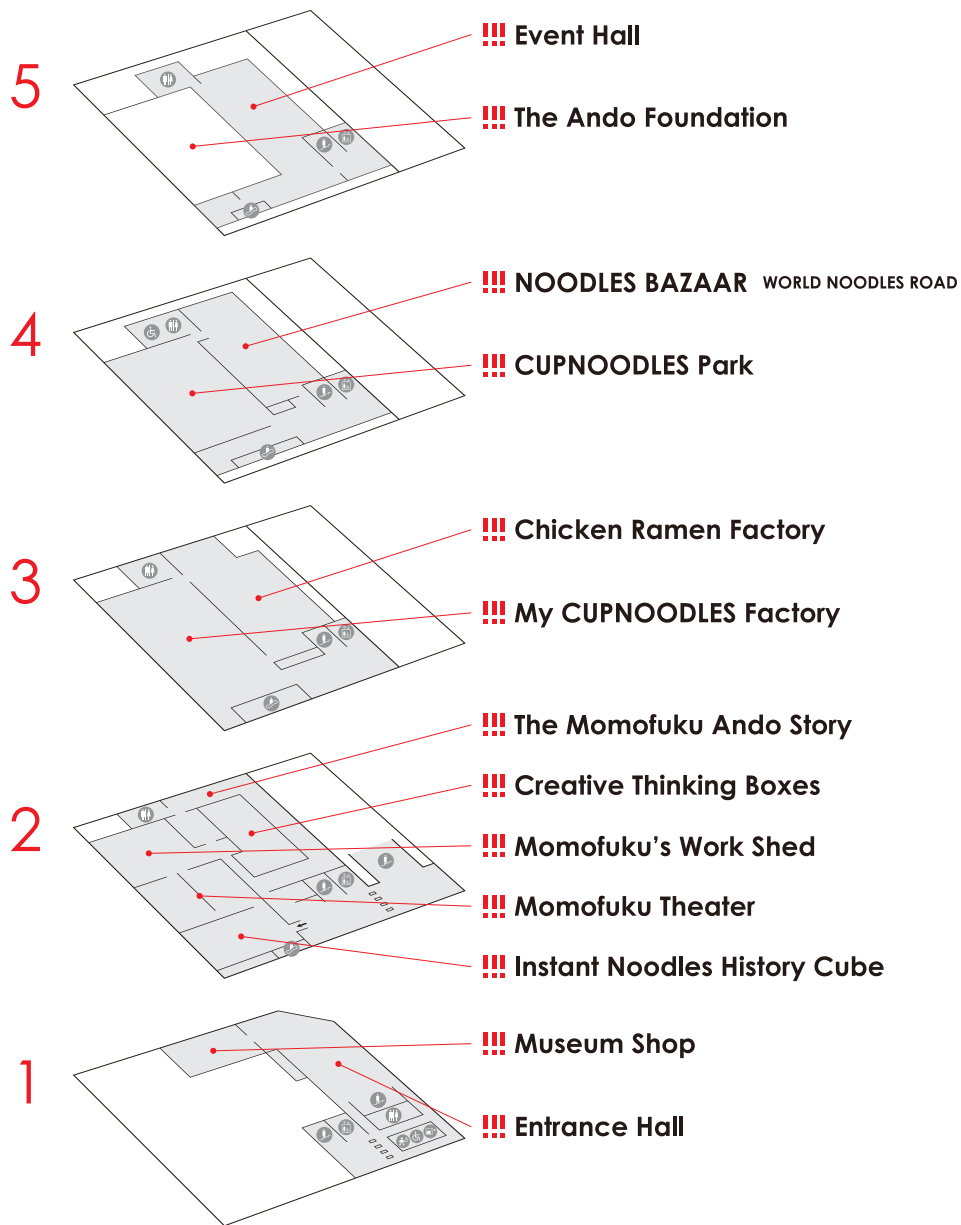 5
!!! Event Hall
!!! The Ando Foundation
4
!!! NOODLES BAZAAR WORLD NOODLES ROAD
!!! CUPNOODLES Park
3
!!! Chicken Ramen Factory
!!! My CUPNOODLES Factory
2
!!! The Momofuku Ando Story
!!! Creative Thinking Boxes
!!! Momofuku's Work Shed
!!! Momofuku Theater
!!! Instant Noodles History Cube
1
!!! Museum Shop
!!! Entrance Hall